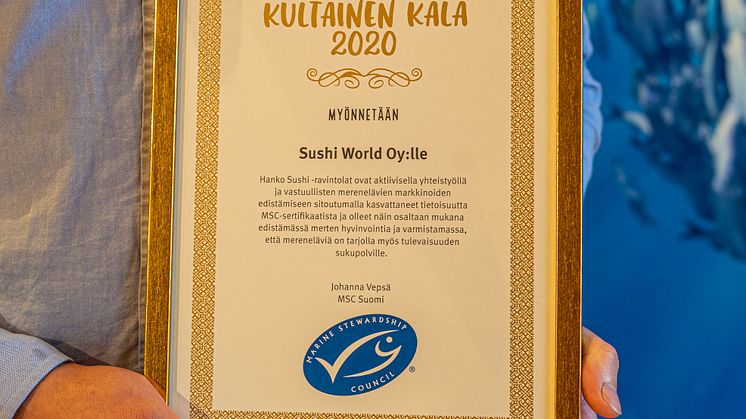 KULTAINEN KALA
2020
MYÖNNETÄÄN
Sushi World Oy:lle
Hanko Sushi -ravintolat ovat aktiivisella yhteistyöllä
ja vastuullisten merenelävien markkinoiden
edistämiseen sitoutumalla kasvattaneet tietoisuutta
MSC-sertifikaatista ja olleet näin osaltaan mukana
edistämässä merten hyvinvointia ja varmistamassa,
että mereneläviä on tarjolla myös tulevaisuuden
sukupolville.
Johanna Vepsä
MSC Suomi
MARINE STEWARDSHIP
COUNCIL
®